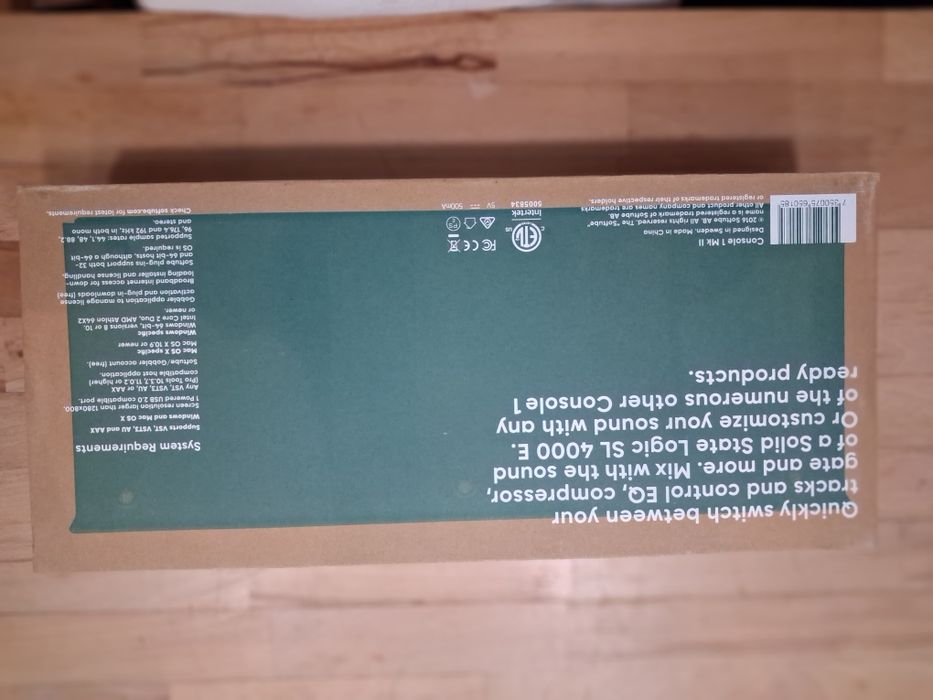 Quickly switch between your
tracks and control EQ, compressor,
gate and more. Mix with the sound
of a Solid State Logic SL 4000 E.
Or customize your sound with any
of the numerous other Console 1
ready products.
System Requirements
Supports VST, VST3, AU and AAX
Windows and Mac OS X
Screen resolution larger than 1280x800.
1 Powered USB 2.0 compatible port.
Any VST, VST3, AU, or AAX
(Pro Tools 10.3.7, 11.0.2 or higher)
compatible host application.
Softube/Gobbler account (free).
Mac OS X specific
Mac OS X 10.9 or newer
Windows specific
Windows 64-bit, versions 8 or 10.
Intel Core 2 Duo, AMD Athlon 64X2
or newer.
Gobbler application to manage license
activation and plug-in downloads (free)
Broadband internet access for down-
loading installer and license handling.
Softube plug-ins support both 32-
and 64-bit hosts, although a 64-bit
OS is required.
Supported sample rates: 44.1, 48, 88.2,
96, 176.4 and 192 kHz, in both mono
and stereo.
Check softube.com for latest requirements.
Console 1 Mk II
Designed in Sweden. Made in China
© 2016 Softube AB. All rights reserved. "Softube"
name is a registered trademark of Softube AB.
All other product and company names are trademarks
or registered trademarks of their respective holders.
7350075650185
FC CE
C ETL US
Intertek
5005534
5V 500mA